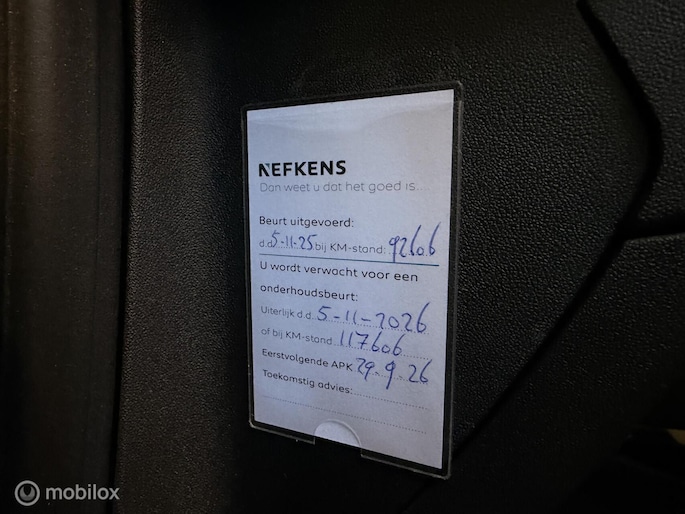 NEFKENS
Dan weet u dat het goed is...
Beurt uitgevoerd:
d.d. 5-11-25 bij KM-stand: 92606
U wordt verwacht voor een
onderhoudsbeurt:
Uiterlijk d.d. 5-11-2026
of bij KM-stand 117606
Eerstvolgende APK 29.9.26
Toekomstig advies:
mobilox